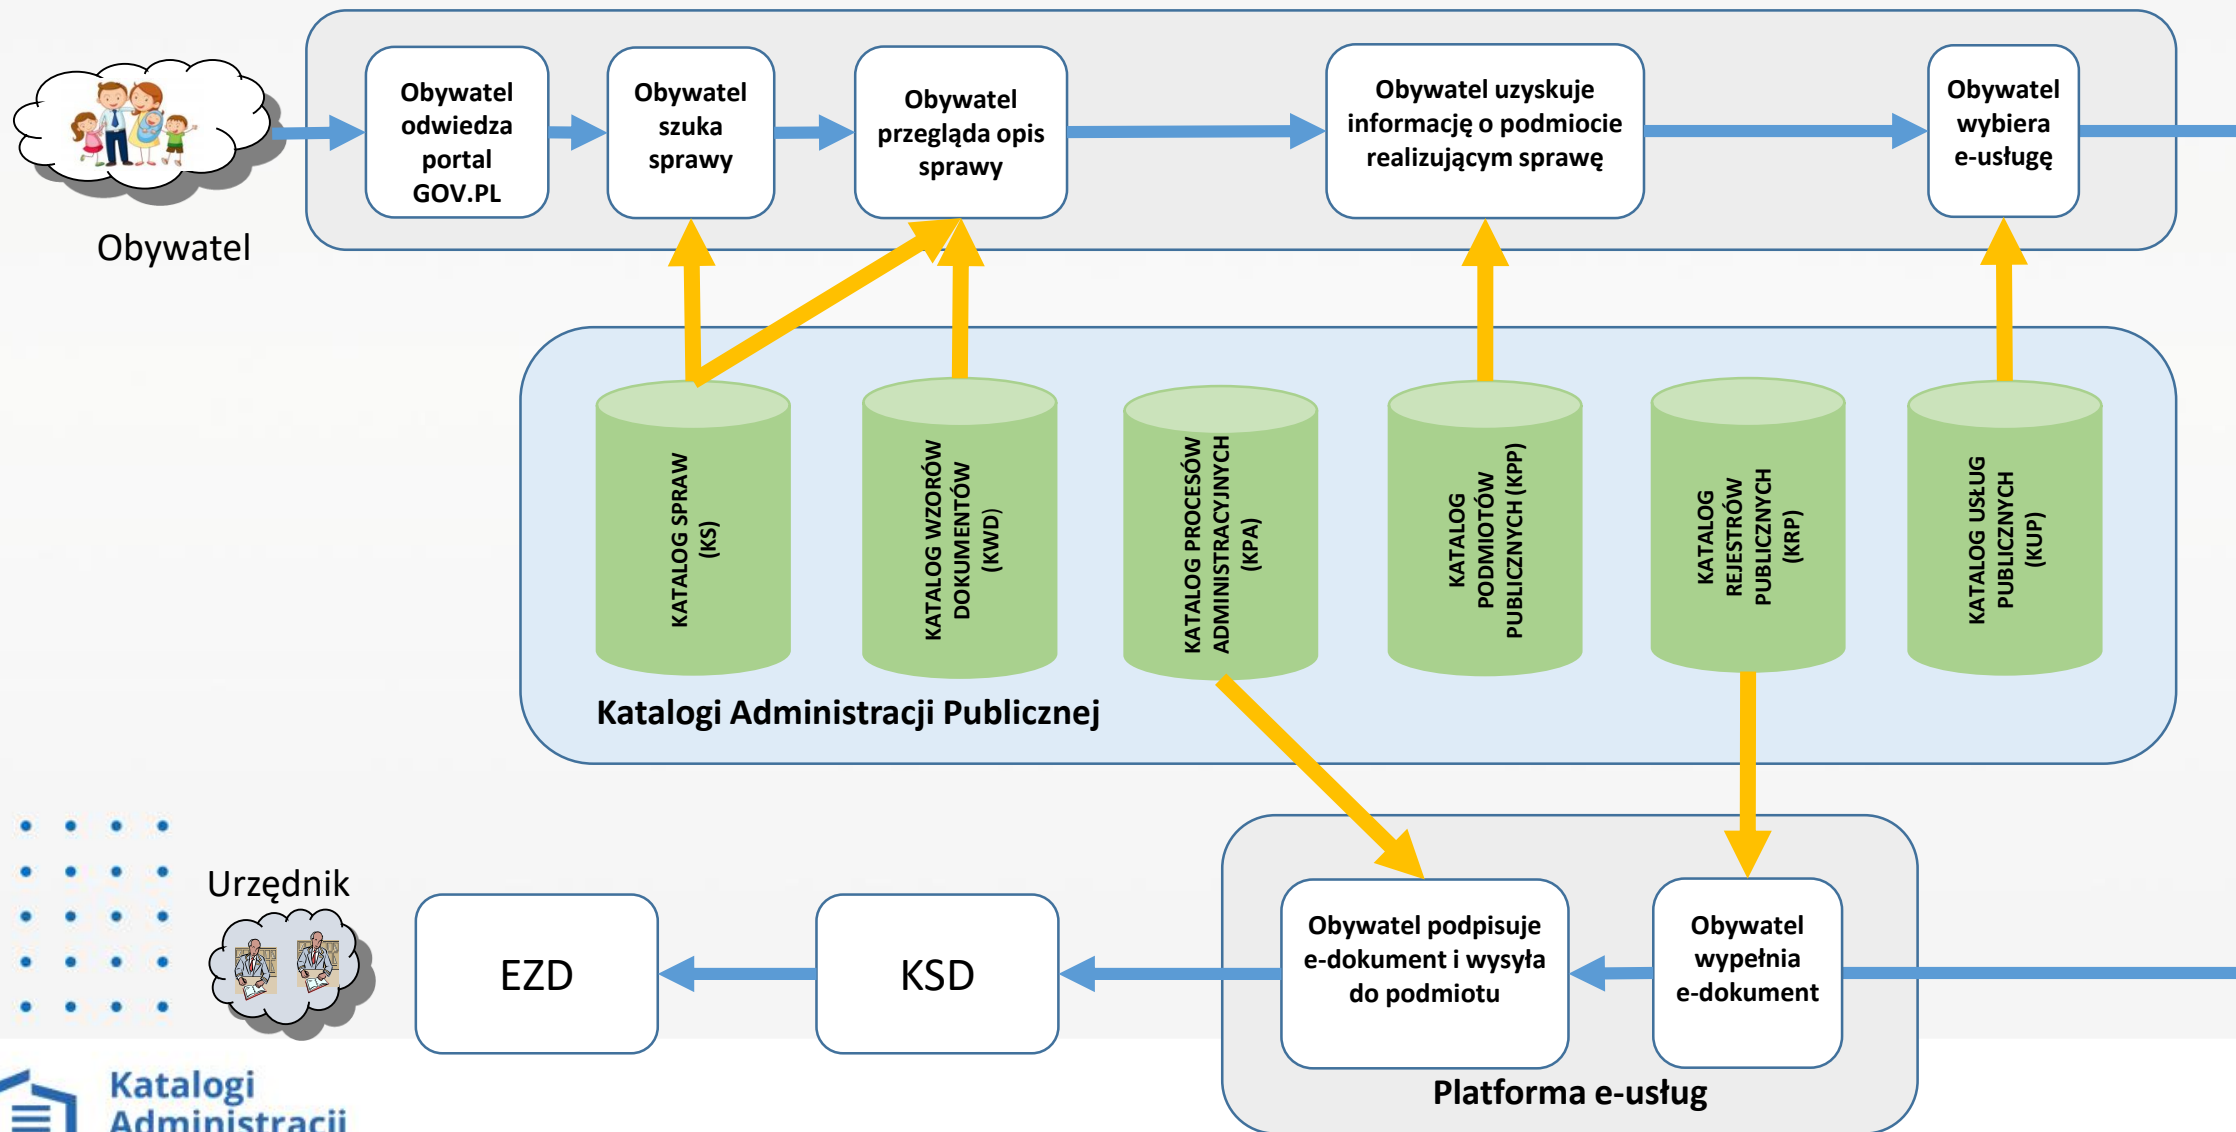 Obywatel
odwiedza
portal
GOV.PL
Obywatel
szuka
sprawy
Obywatel
przegląda opis
sprawy
Obywatel uzyskuje
informację o podmiocie
realizującym sprawę
Obywatel
wybiera
e-usługę
Obywatel
KATALOG SPRAW
(KS)
KATALOG WZORÓW
DOKUMENTÓW
(KWD)
KATALOG PROCESÓW
ADMINISTRACYJNYCH
(KPA)
KATALOG
PODMIOTÓW
PUBLICZNYCH (KPP)
KATALOG
REJESTRÓW
PUBLICZNYCH
(KRP)
KATALOG USŁUG
PUBLICZNYCH
(KUP)
Katalogi Administracji Publicznej
Urzędnik
EZD
KSD
Obywatel podpisuje
e-dokument i wysyła
do podmiotu
Obywatel
wypełnia
e-dokument
Platforma e-usług
Katalogi
Administracji